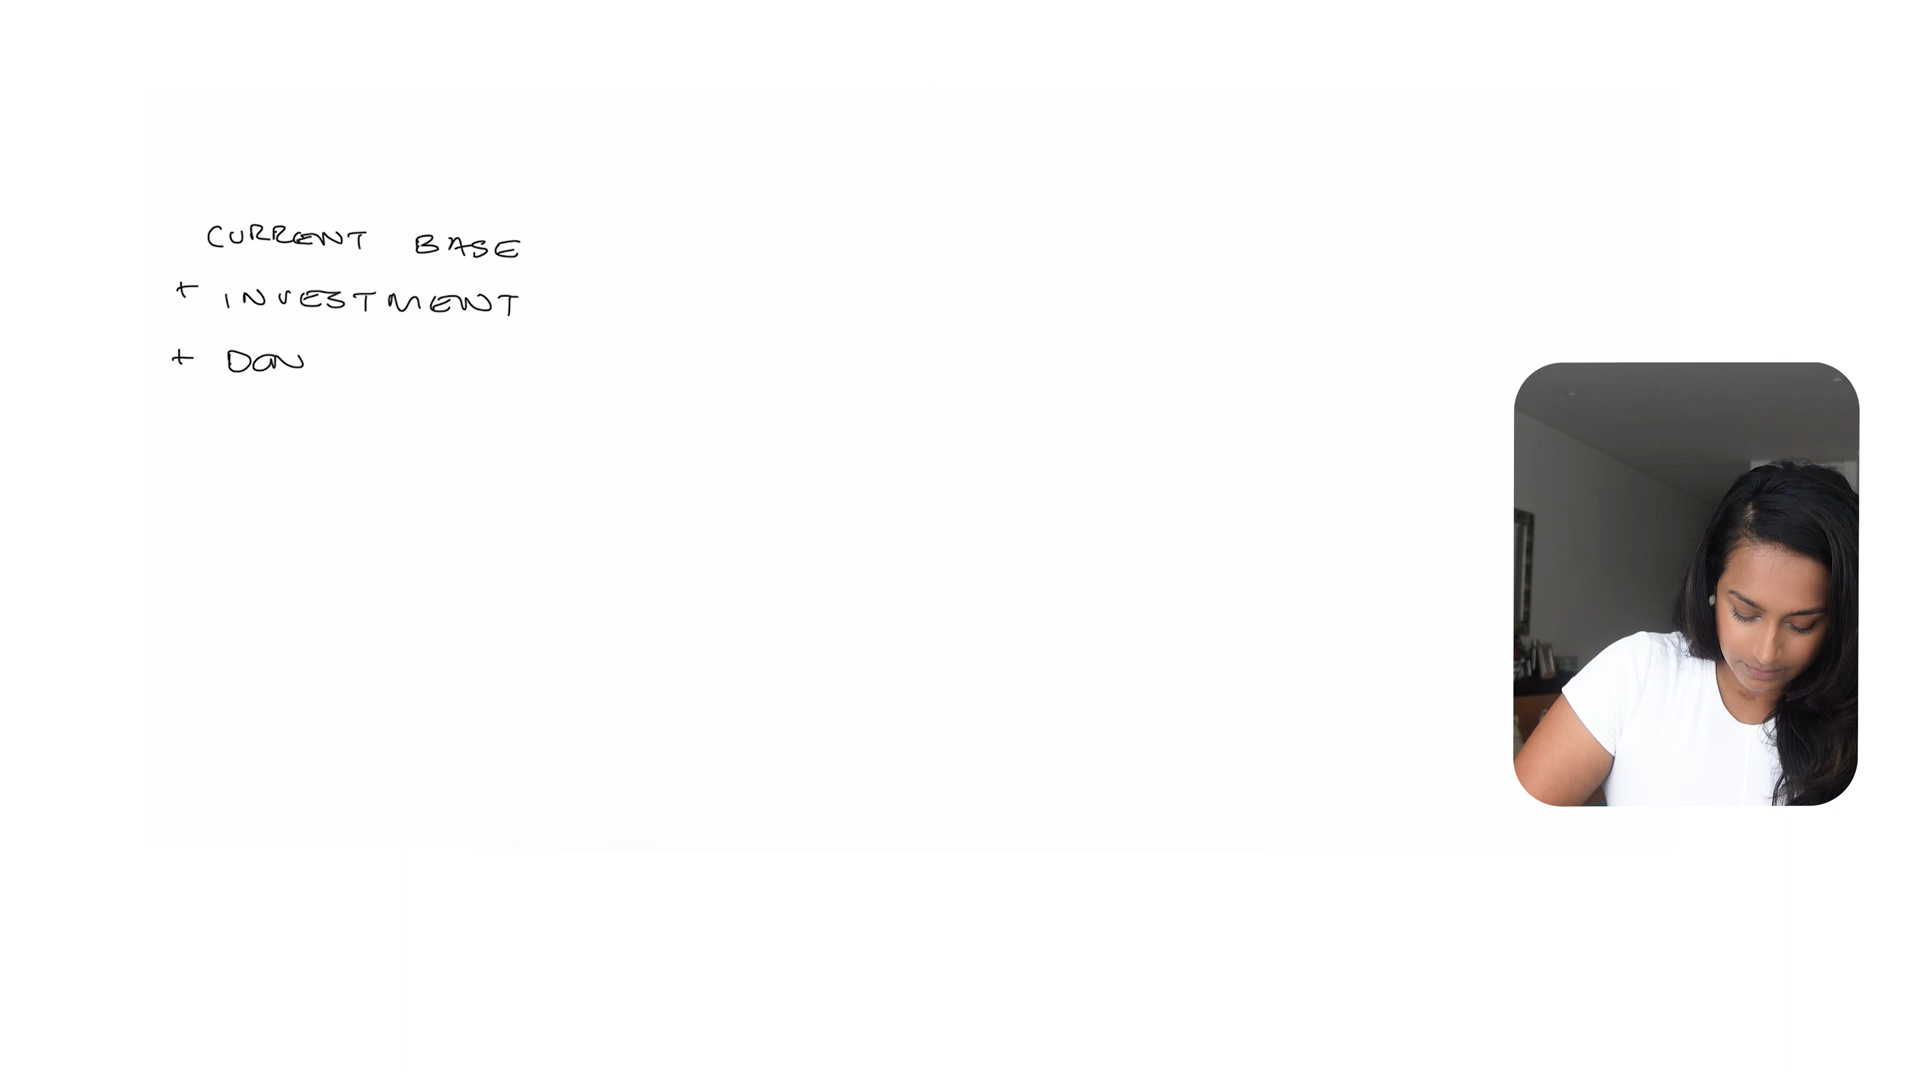 CURRENT BASE
+ INVESTMENT
+ DON